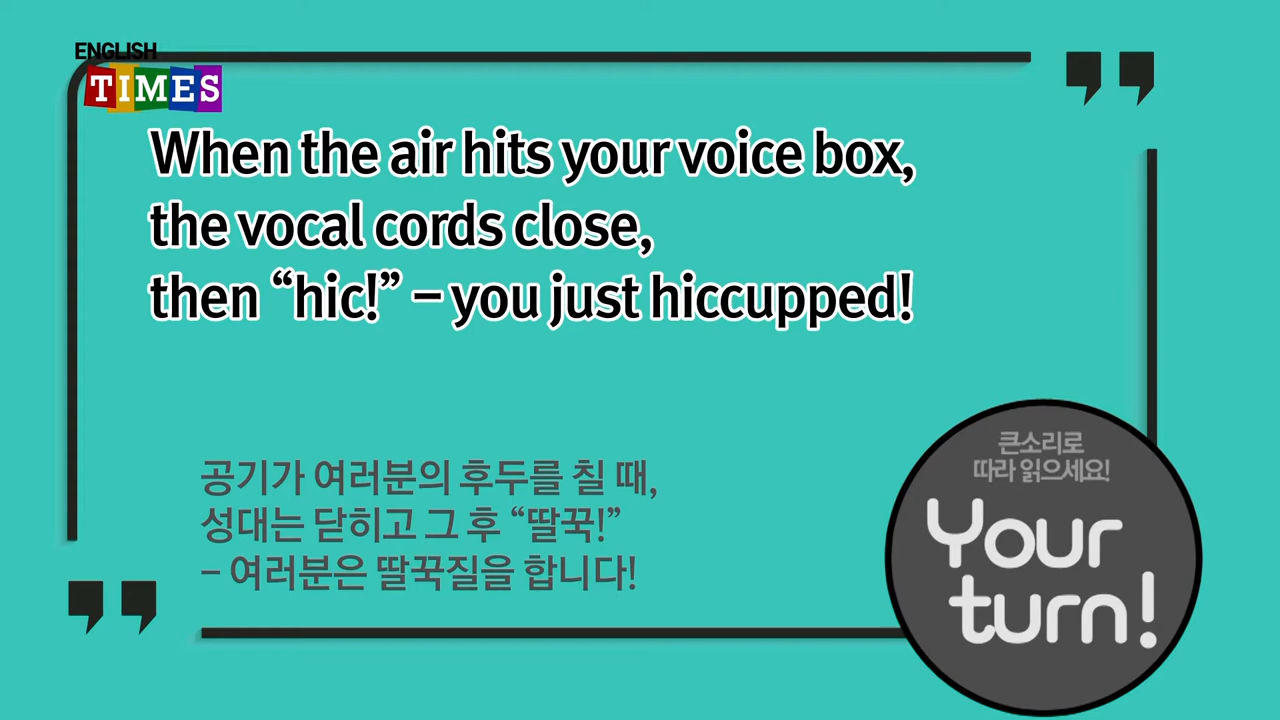 ENGLISH
TIMES
When the air hits your voice box,
the vocal cords close,
then “hic!” – you just hiccupped!
공기가 여러분의 후두를 칠 때,
성대는 닫히고 그 후 “딸꾹!”
– 여러분은 딸꾹질을 합니다!
큰소리로
따라 읽으세요!
Your
turn!